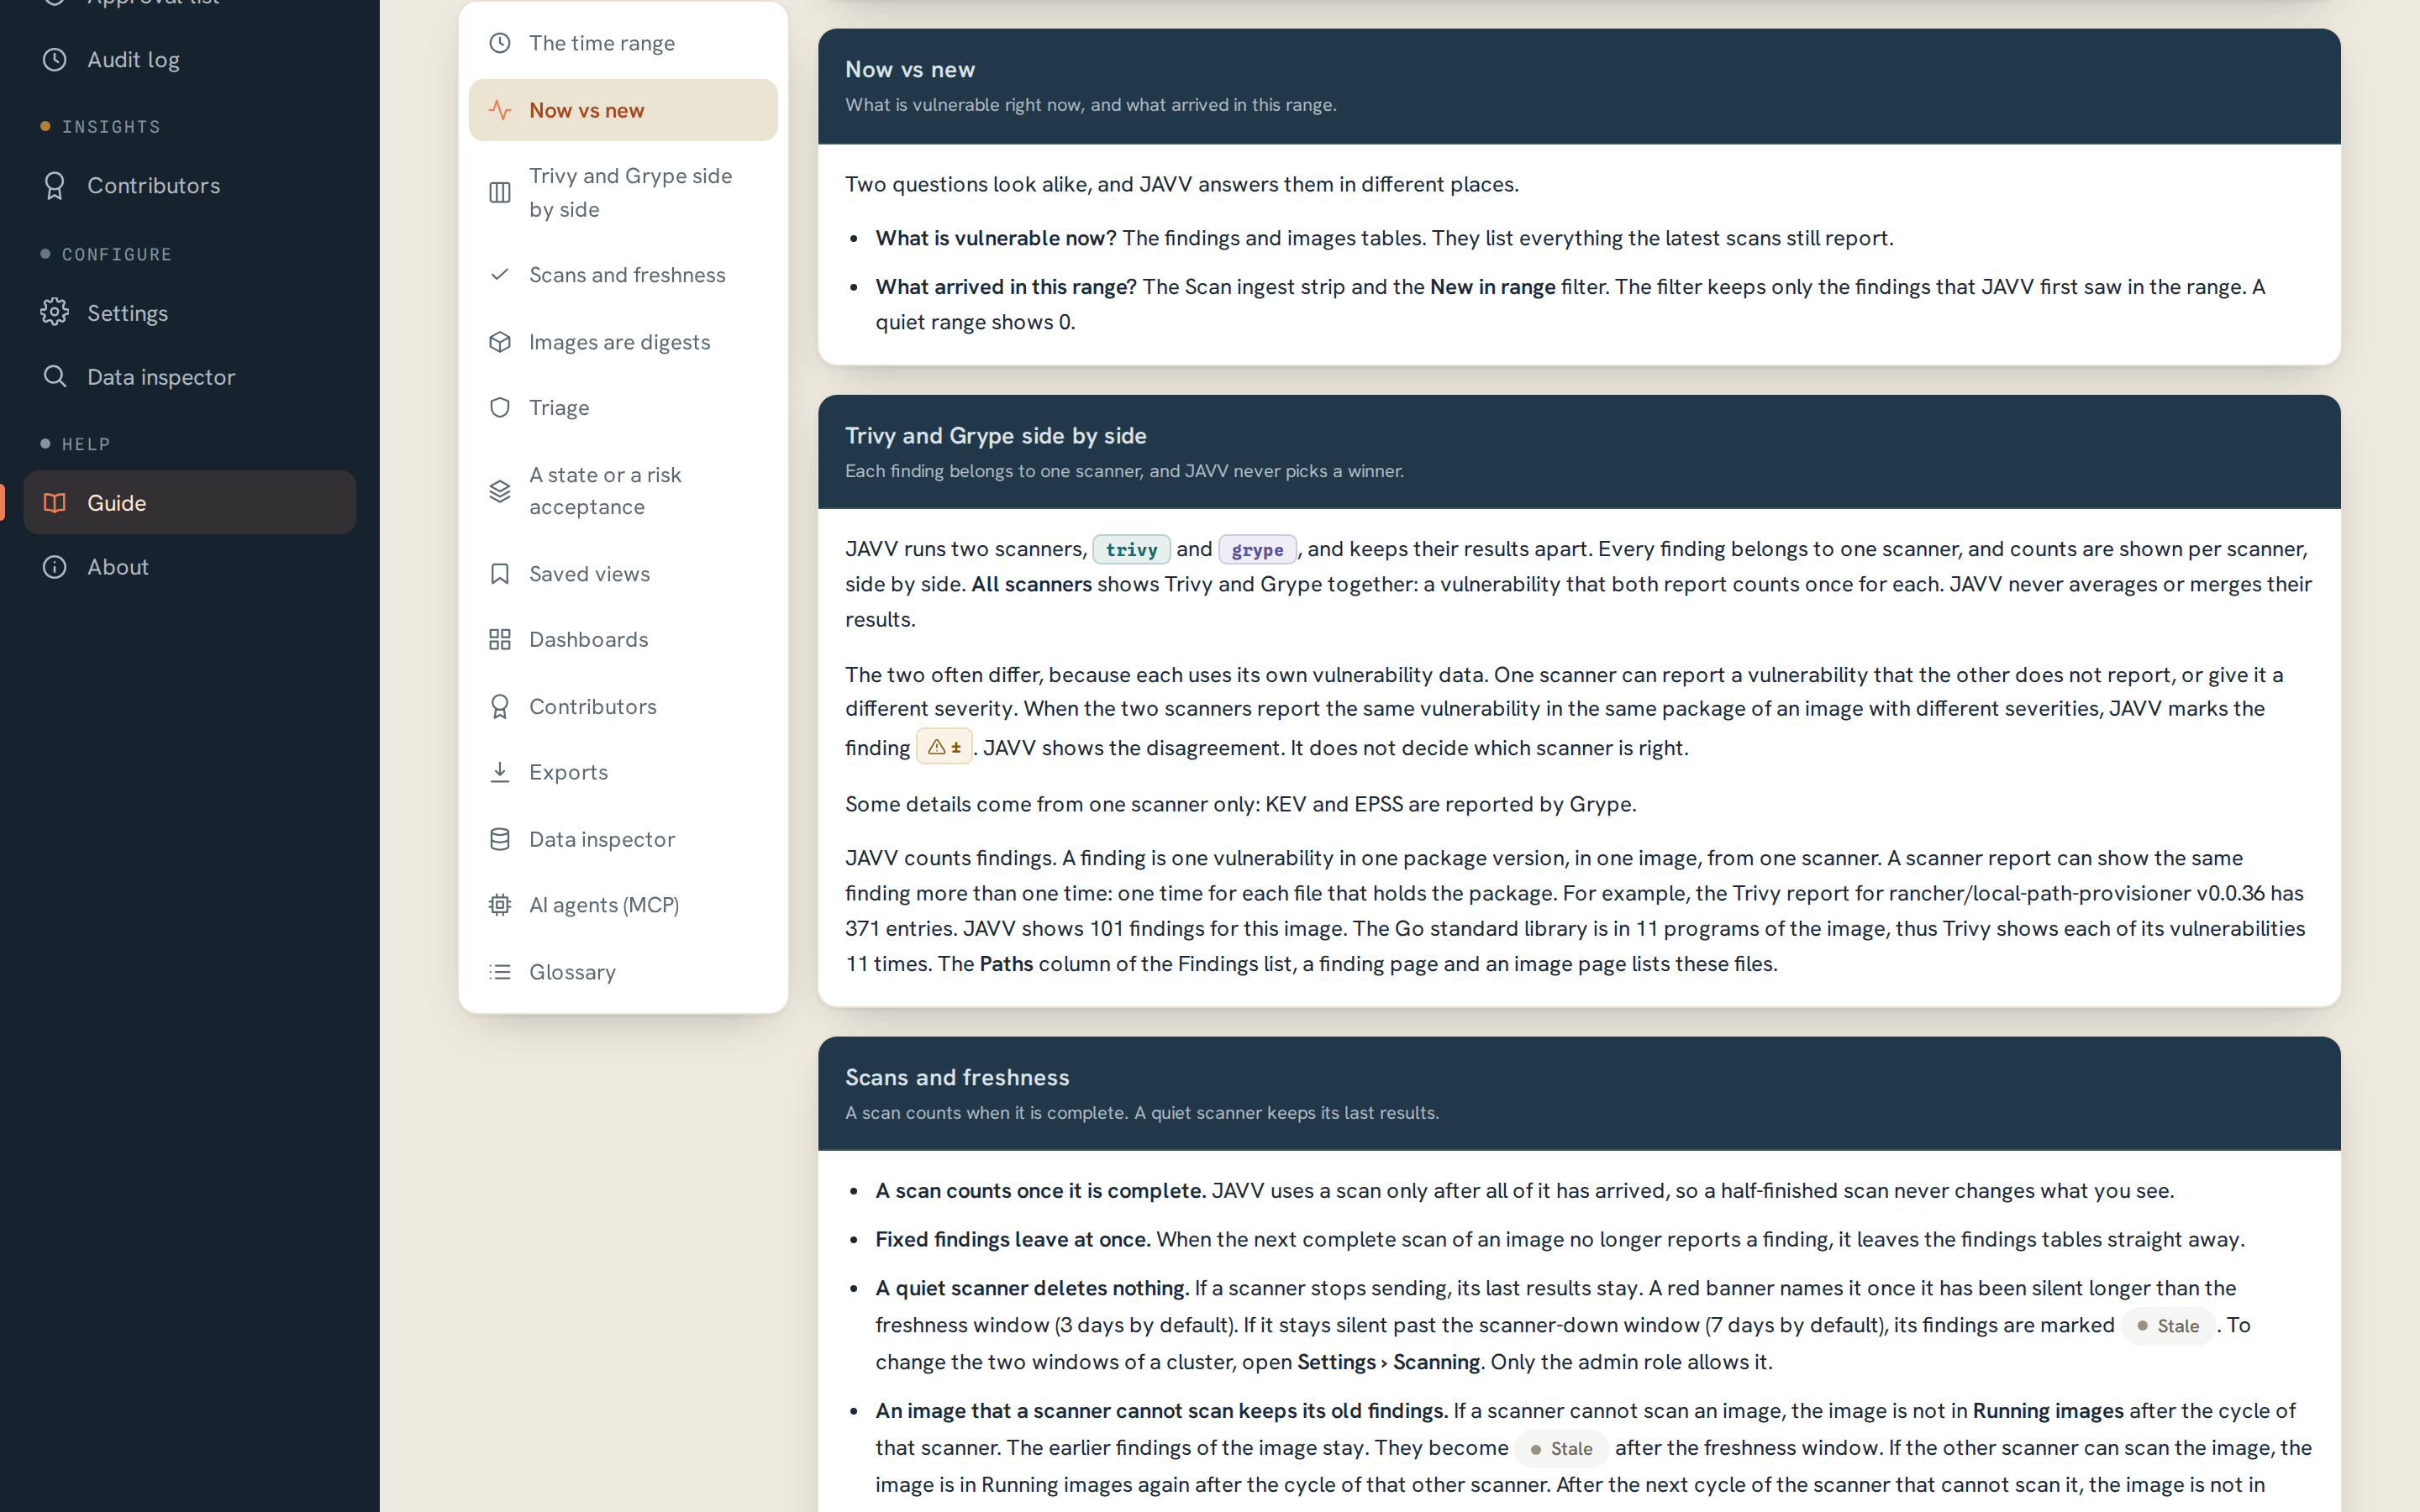 Approval list
Audit log
INSIGHTS
Contributors
CONFIGURE
Settings
Data inspector
HELP
Guide
About
The time range
Now vs new
Trivy and Grype side
by side
Scans and freshness
Images are digests
Triage
A state or a risk
acceptance
Saved views
Dashboards
Contributors
Exports
Data inspector
AI agents (MCP)
Glossary
Now vs new
What is vulnerable right now, and what arrived in this range.
Two questions look alike, and JAVV answers them in different places.
• What is vulnerable now? The findings and images tables. They list everything the latest scans still report.
• What arrived in this range? The Scan ingest strip and the New in range filter. The filter keeps only the findings that JAVV first saw in the range. A
quiet range shows 0.
Trivy and Grype side by side
Each finding belongs to one scanner, and JAVV never picks a winner.
JAVV runs two scanners, trivy and grype, and keeps their results apart. Every finding belongs to one scanner, and counts are shown per scanner,
side by side. All scanners shows Trivy and Grype together: a vulnerability that both report counts once for each. JAVV never averages or merges their
results.
The two often differ, because each uses its own vulnerability data. One scanner can report a vulnerability that the other does not report, or give it a
different severity. When the two scanners report the same vulnerability in the same package of an image with different severities, JAVV marks the
finding ±. JAVV shows the disagreement. It does not decide which scanner is right.
Some details come from one scanner only: KEV and EPSS are reported by Grype.
JAVV counts findings. A finding is one vulnerability in one package version, in one image, from one scanner. A scanner report can show the same
finding more than one time: one time for each file that holds the package. For example, the Trivy report for rancher/local-path-provisioner v0.0.36 has
371 entries. JAVV shows 101 findings for this image. The Go standard library is in 11 programs of the image, thus Trivy shows each of its vulnerabilities
11 times. The Paths column of the Findings list, a finding page and an image page lists these files.
Scans and freshness
A scan counts when it is complete. A quiet scanner keeps its last results.
• A scan counts once it is complete. JAVV uses a scan only after all of it has arrived, so a half-finished scan never changes what you see.
• Fixed findings leave at once. When the next complete scan of an image no longer reports a finding, it leaves the findings tables straight away.
• A quiet scanner deletes nothing. If a scanner stops sending, its last results stay. A red banner names it once it has been silent longer than the
freshness window (3 days by default). If it stays silent past the scanner-down window (7 days by default), its findings are marked Stale. To
change the two windows of a cluster, open Settings › Scanning. Only the admin role allows it.
• An image that a scanner cannot scan keeps its old findings. If a scanner cannot scan an image, the image is not in Running images after the cycle of
that scanner. The earlier findings of the image stay. They become Stale after the freshness window. If the other scanner can scan the image, the
image is in Running images again after the cycle of that other scanner. After the next cycle of the scanner that cannot scan it, the image is not in